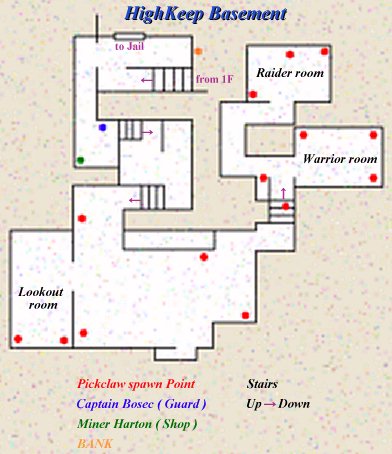 HighKeep Basement
to Jail
from 1F
Raider room
Warrior room
Lookout
room
Pickclaw spawn Point
Stairs
Captain Bosec ( Guard )
Up → Down
Miner Harton ( Shop )
BANK